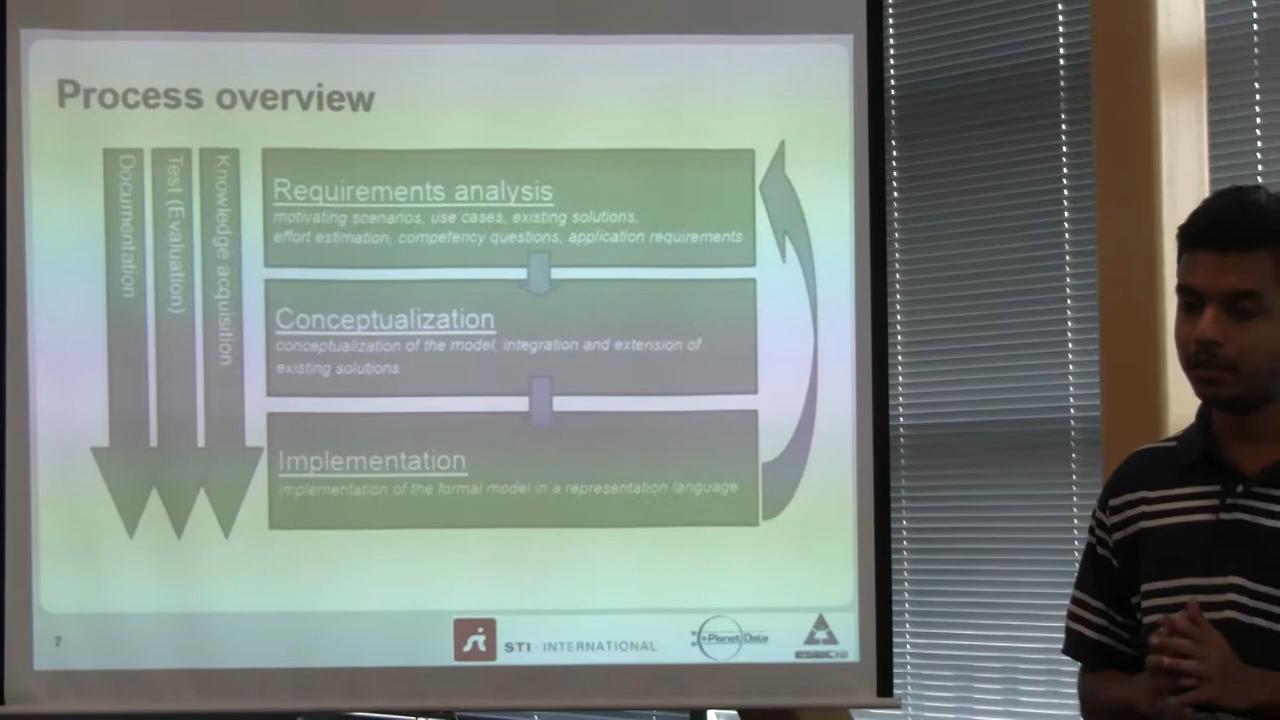 Process overview
Documentation
Test (Evaluation)
Knowledge acquisition
Requirements analysis
motivating scenarios, use cases, existing solutions,
effort estimation, competency questions, application requirements
Conceptualization
conceptualization of the model, integration and extension of
existing solutions
Implementation
implementation of the formal model in a representation language
7
STI · INTERNATIONAL
PlanetData